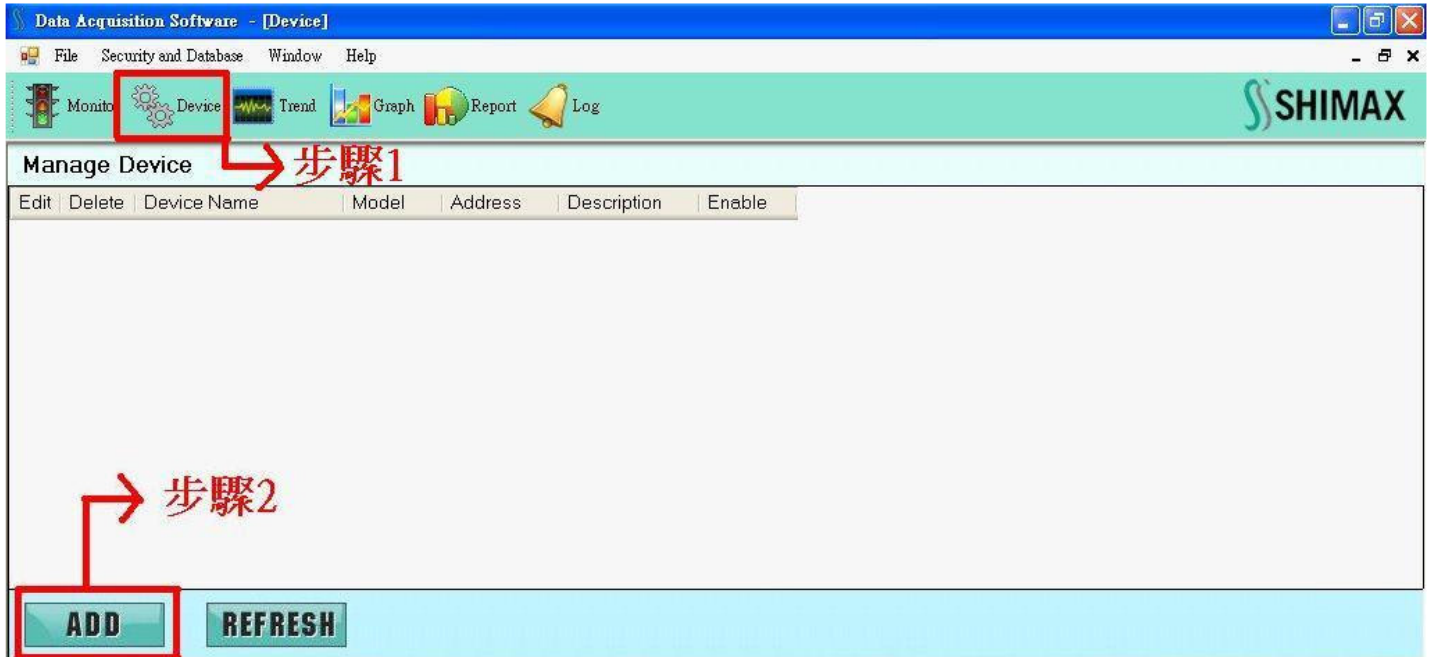 Data Acquisition Software - [Device]
File Security and Database Window Help
Monito Device Trend Graph Report Log SHIMAX
Manage Device 步驟1
Edit Delete Device Name Model Address Description Enable
步驟2
ADD REFRESH